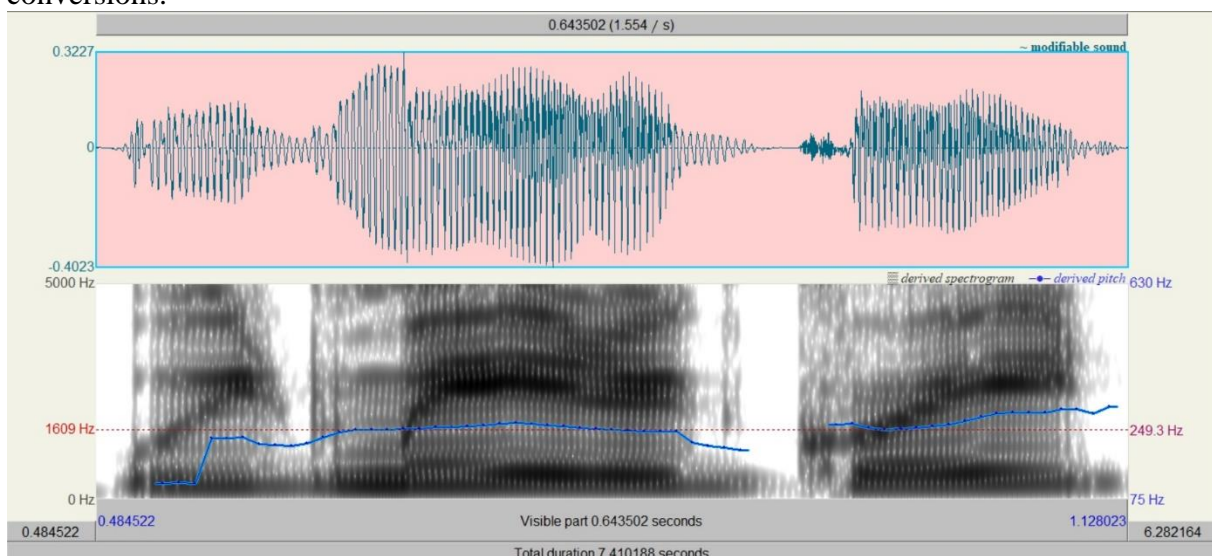 conversions.
0.643502 (1.554 / s)
0.3227
~ modifiable sound
0
-0.4023
5000 Hz
derived spectrogram derived pitch 630 Hz
1609 Hz
249.3 Hz
0 Hz
75 Hz
0.484522 Visible part 0.643502 seconds 1.128023
0.484522 6.282164
Total duration 7.410188 seconds